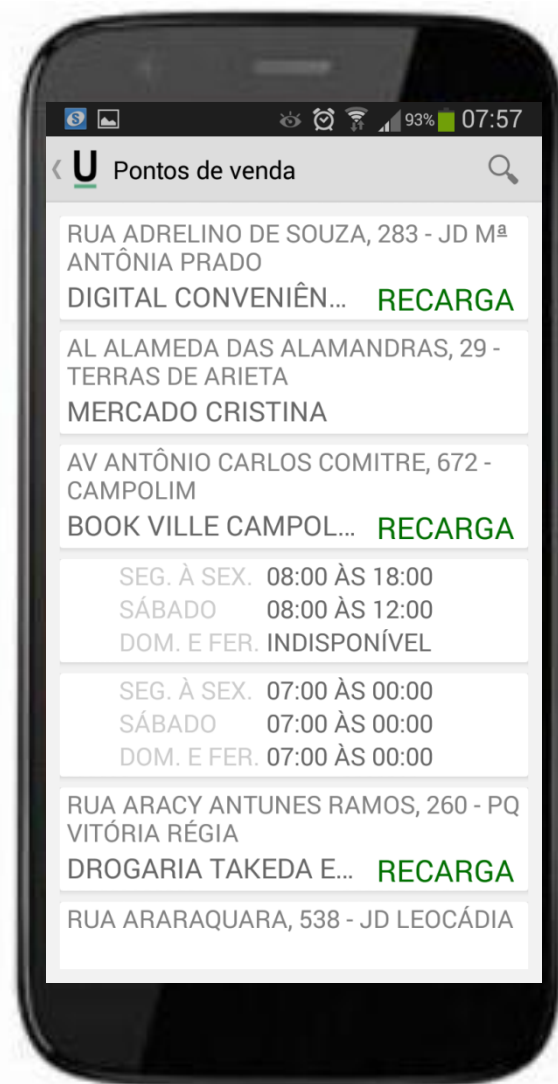 93% 07:57
U Pontos de venda
RUA ADRELINO DE SOUZA, 283 - JD Mª
ANTÔNIA PRADO
DIGITAL CONVENIÊN... RECARGA
AL ALAMEDA DAS ALAMANDRAS, 29 -
TERRAS DE ARIETA
MERCADO CRISTINA
AV ANTÔNIO CARLOS COMITRE, 672 -
CAMPOLIM
BOOK VILLE CAMPOL... RECARGA
SEG. À SEX. 08:00 ÀS 18:00
SÁBADO 08:00 ÀS 12:00
DOM. E FER. INDISPONÍVEL
SEG. À SEX. 07:00 ÀS 00:00
SÁBADO 07:00 ÀS 00:00
DOM. E FER. 07:00 ÀS 00:00
RUA ARACY ANTUNES RAMOS, 260 - PQ
VITÓRIA RÉGIA
DROGARIA TAKEDA E... RECARGA
RUA ARARAQUARA, 538 - JD LEOCÁDIA